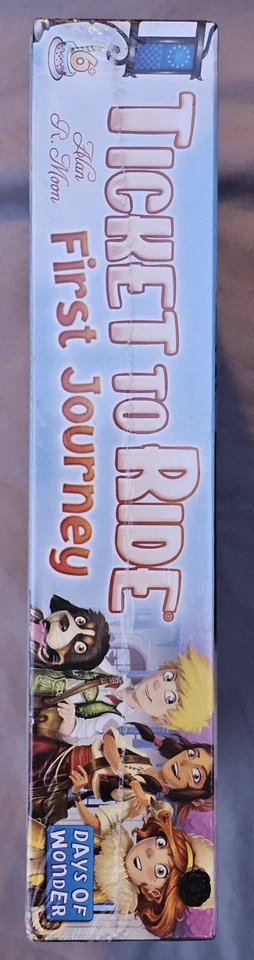 6+
Alan
R. Moon
TICKET TO RIDE®
First Journey
DAYS OF
WONDER